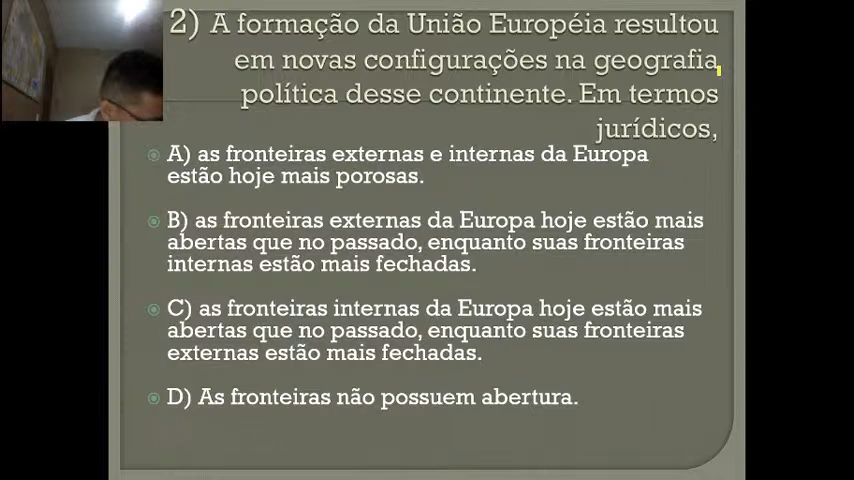 2) A formação da União Européia resultou
em novas configurações na geografia
política desse continente. Em termos
jurídicos,
A) as fronteiras externas e internas da Europa
estão hoje mais porosas.
B) as fronteiras externas da Europa hoje estão mais
abertas que no passado, enquanto suas fronteiras
internas estão mais fechadas.
C) as fronteiras internas da Europa hoje estão mais
abertas que no passado, enquanto suas fronteiras
externas estão mais fechadas.
D) As fronteiras não possuem abertura.